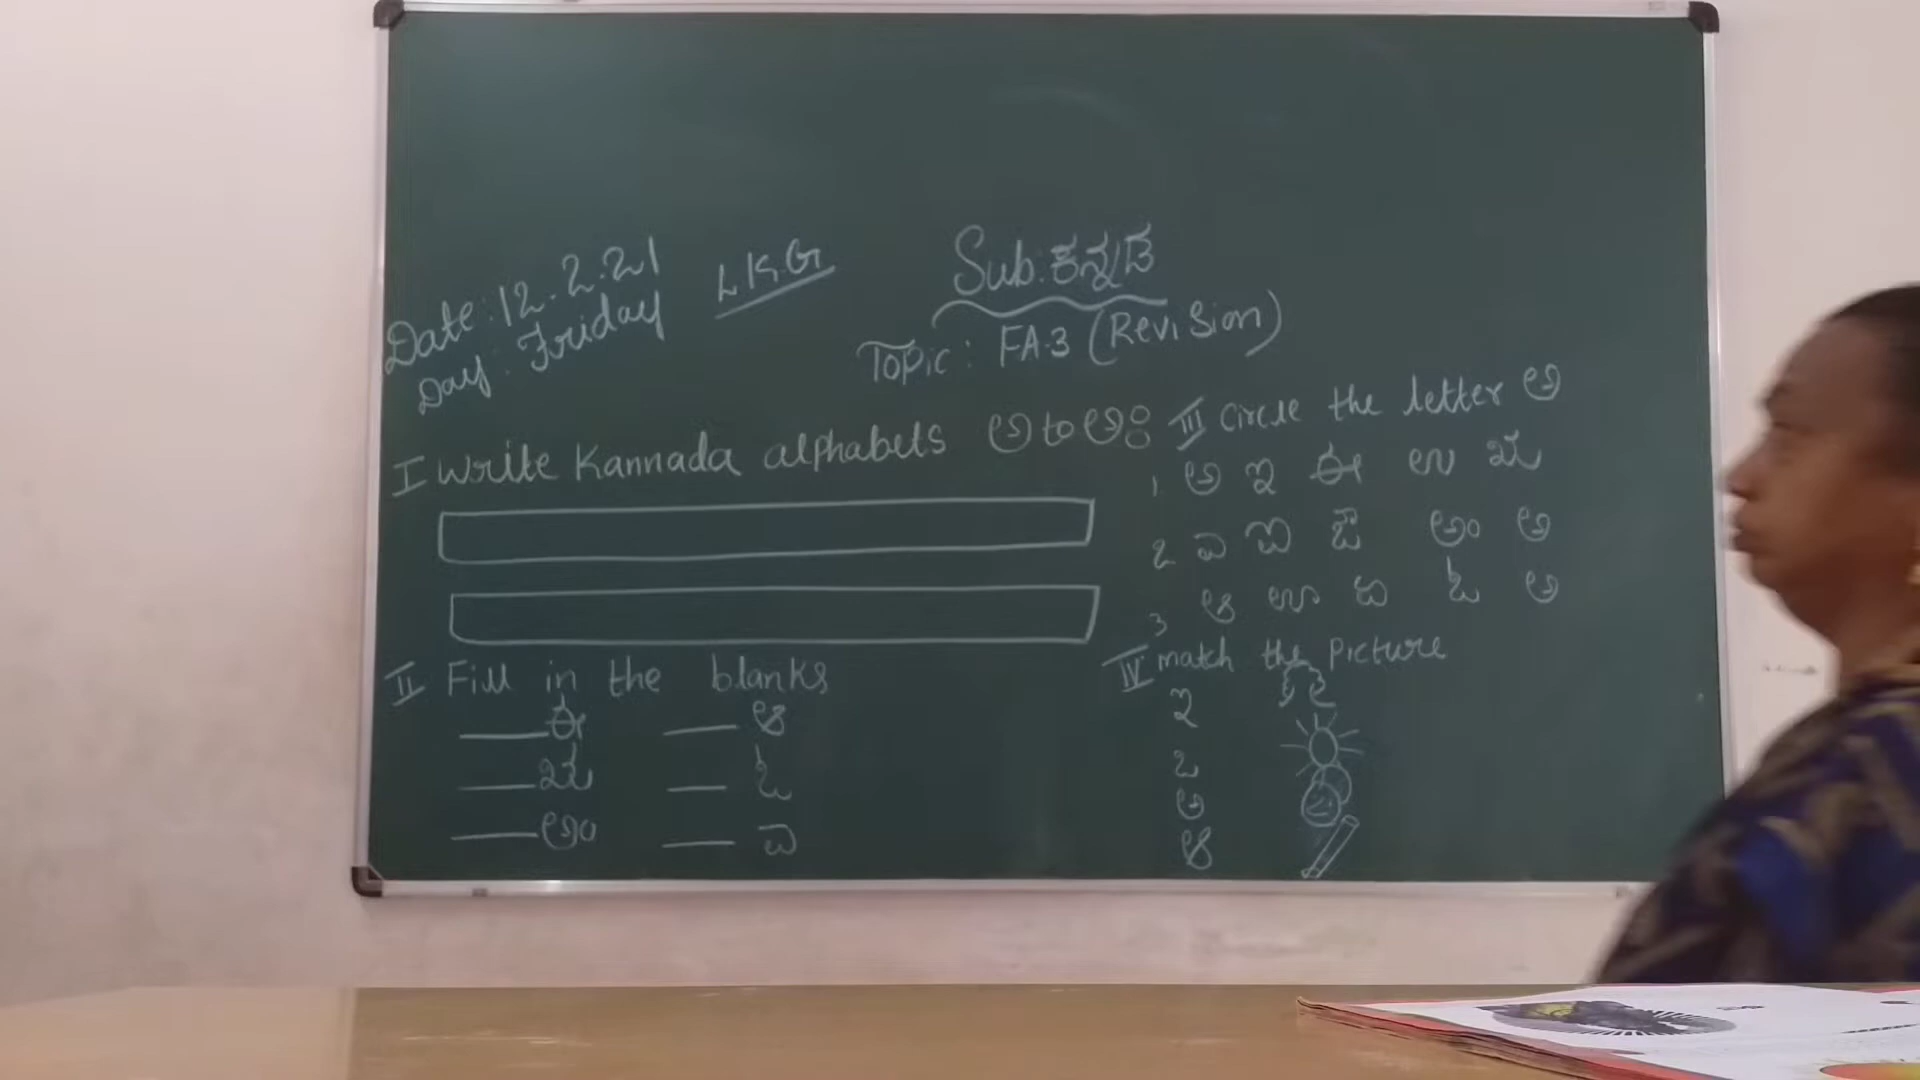 Date: 12.2.21
Day: Friday
L.K.G
Sub: ಕನ್ನಡ
Topic: FA-3 (Revision)
I Write Kannada alphabets ಅ to ಅಃ
II Fill in the blanks
___ ಈ ___ ಆ
___ ಋ ___ ಓ
___ ಅಂ ___ ಏ
III Circle the letter ಅ
1. ಅ ಇ ಈ ಉ ಋ
2 ಎ ಐ ಔ ಅಂ ಅ
3 ಆ ಊ ಏ ಓ ಅ
IV match the picture
ಇ
ಒ
ಅ
ಆ